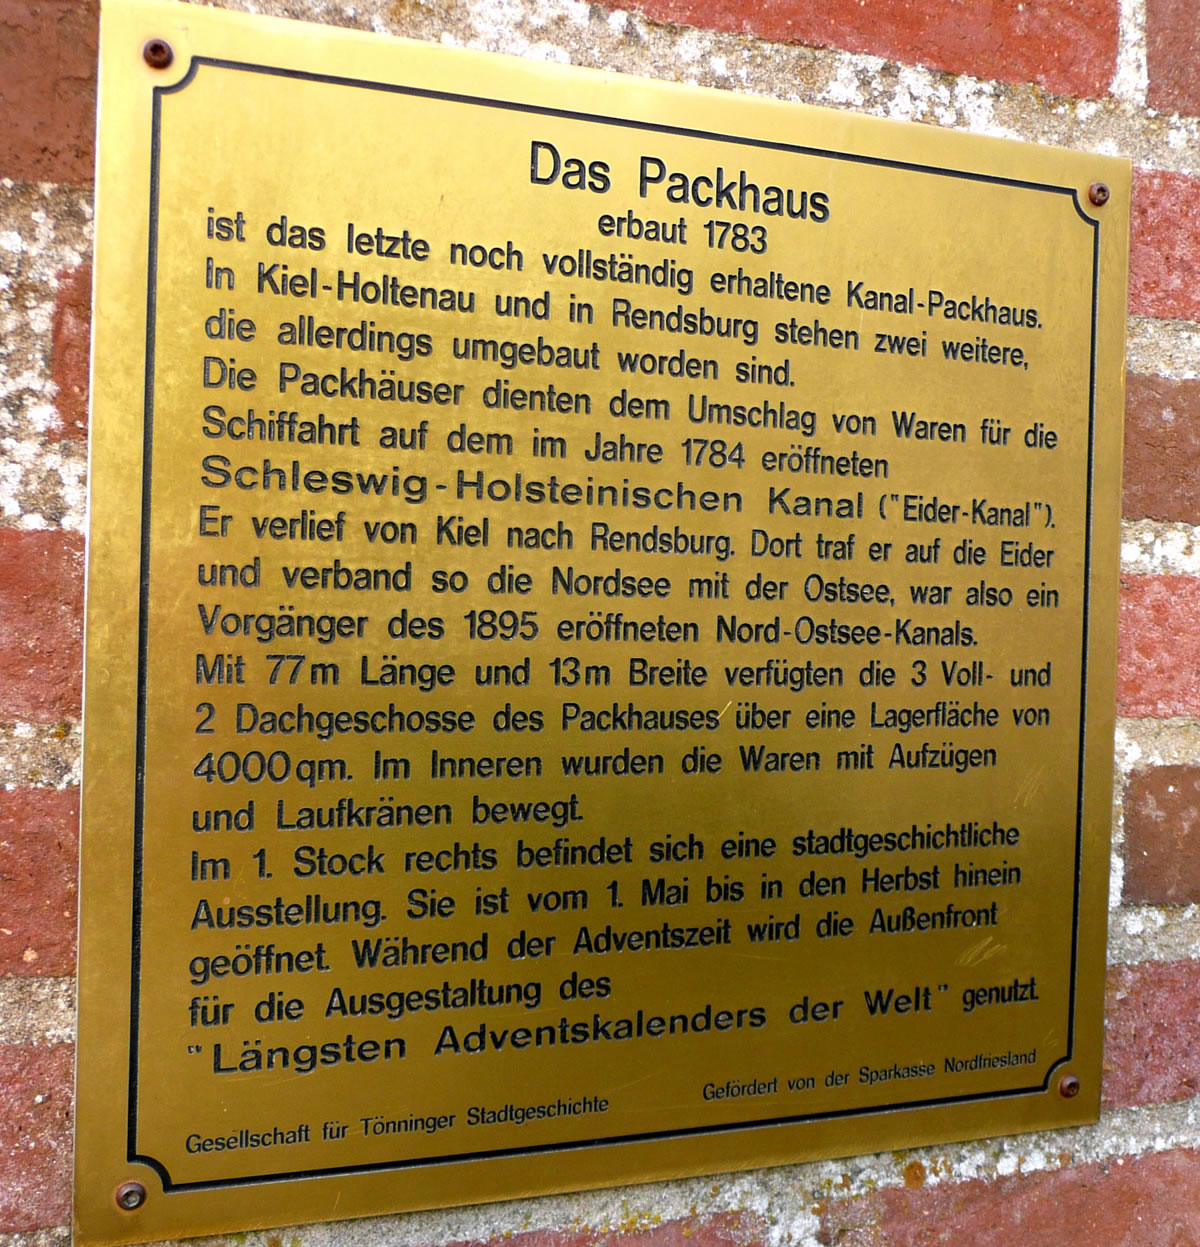 Das Packhaus
erbaut 1783
ist das letzte noch vollständig erhaltene Kanal-Packhaus.
In Kiel-Holtenau und in Rendsburg stehen zwei weitere,
die allerdings umgebaut worden sind.
Die Packhäuser dienten dem Umschlag von Waren für die
Schiffahrt auf dem im Jahre 1784 eröffneten
Schleswig-Holsteinischen Kanal ("Eider-Kanal").
Er verlief von Kiel nach Rendsburg. Dort traf er auf die Eider
und verband so die Nordsee mit der Ostsee, war also ein
Vorgänger des 1895 eröffneten Nord-Ostsee-Kanals.
Mit 77m Länge und 13m Breite verfügten die 3 Voll- und
2 Dachgeschosse des Packhauses über eine Lagerfläche von
4000qm. Im Inneren wurden die Waren mit Aufzügen
und Laufkränen bewegt.
Im 1. Stock rechts befindet sich eine stadtgeschichtliche
Ausstellung. Sie ist vom 1. Mai bis in den Herbst hinein
geöffnet. Während der Adventszeit wird die Außenfront
für die Ausgestaltung des
"Längsten Adventskalenders der Welt" genutzt.
Gesellschaft für Tönninger Stadtgeschichte
Gefördert von der Sparkasse Nordfriesland